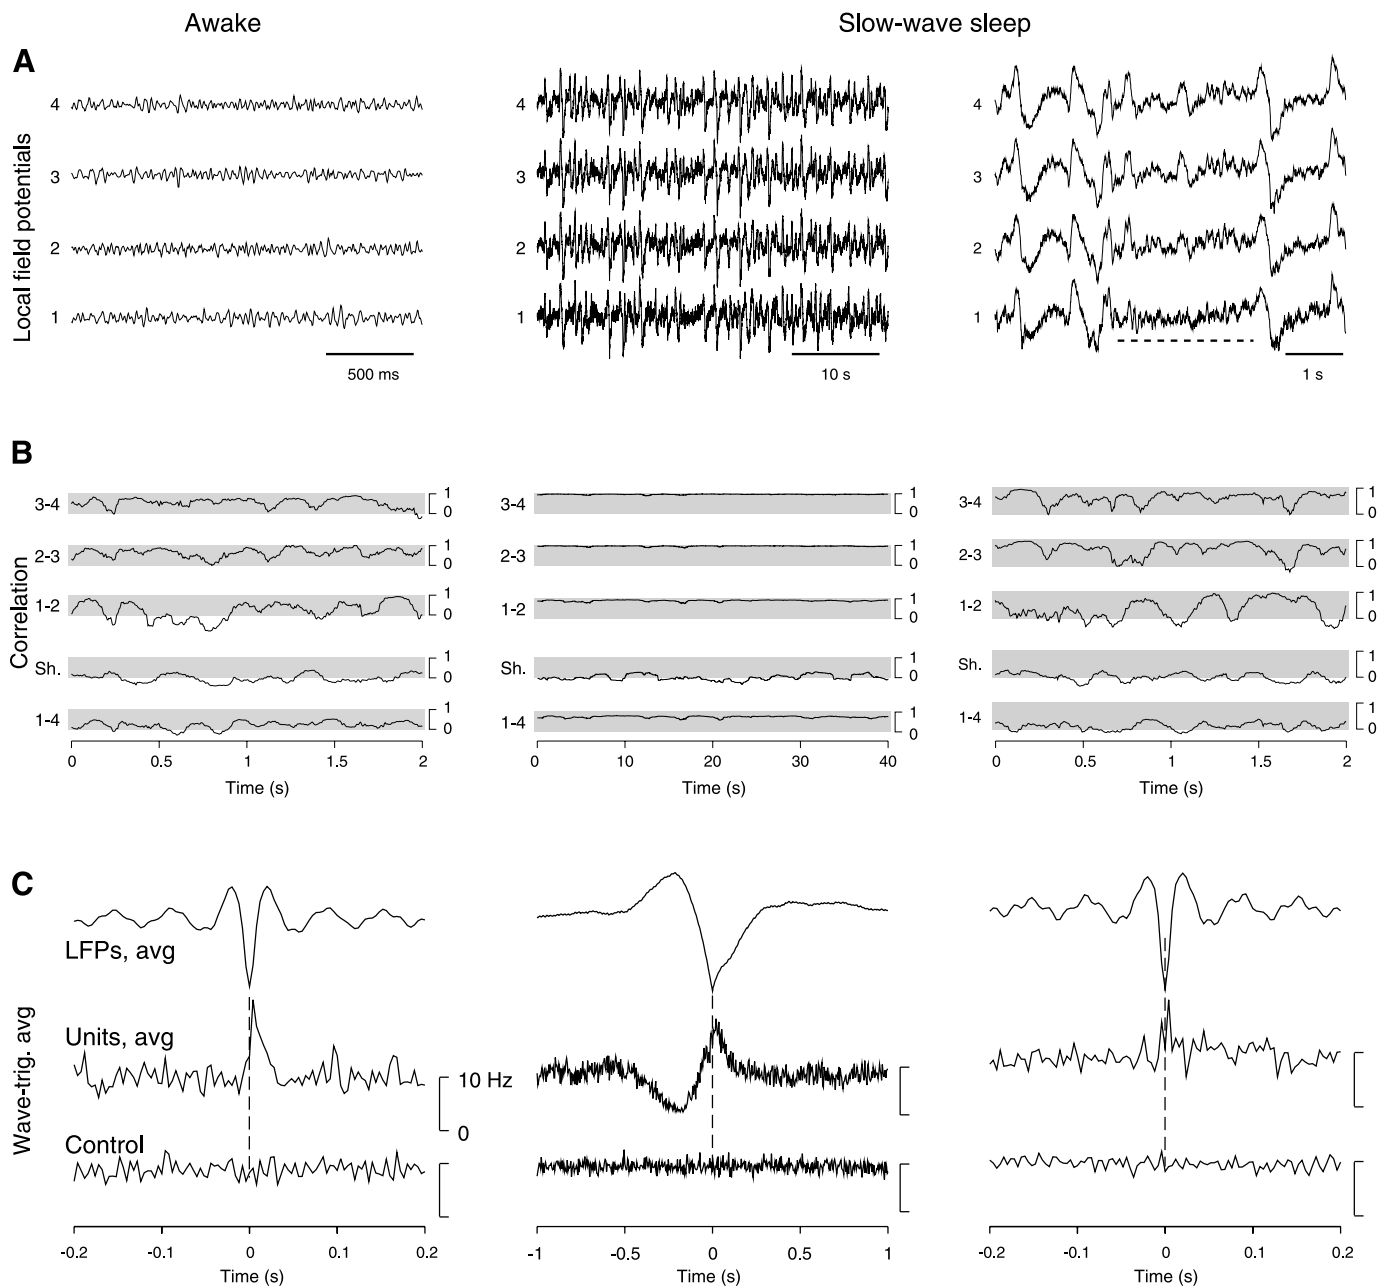 Awake
Slow-wave sleep
A
Local field potentials
4
3
2
1
500 ms
4
3
2
1
10 s
4
3
2
1
1 s
B
Correlation
3-4 1
0
2-3 1
0
1-2 1
0
Sh. 1
0
1-4 1
0
0 0.5 1 1.5 2
Time (s)
3-4 1
0
2-3 1
0
1-2 1
0
Sh. 1
0
1-4 1
0
0 10 20 30 40
Time (s)
3-4 1
0
2-3 1
0
1-2 1
0
Sh. 1
0
1-4 1
0
0 0.5 1 1.5 2
Time (s)
C
Wave-trig. avg
LFPs, avg
Units, avg
10 Hz
0
Control
-0.2 -0.1 0 0.1 0.2
Time (s)
-1 -0.5 0 0.5 1
Time (s)
-0.2 -0.1 0 0.1 0.2
Time (s)